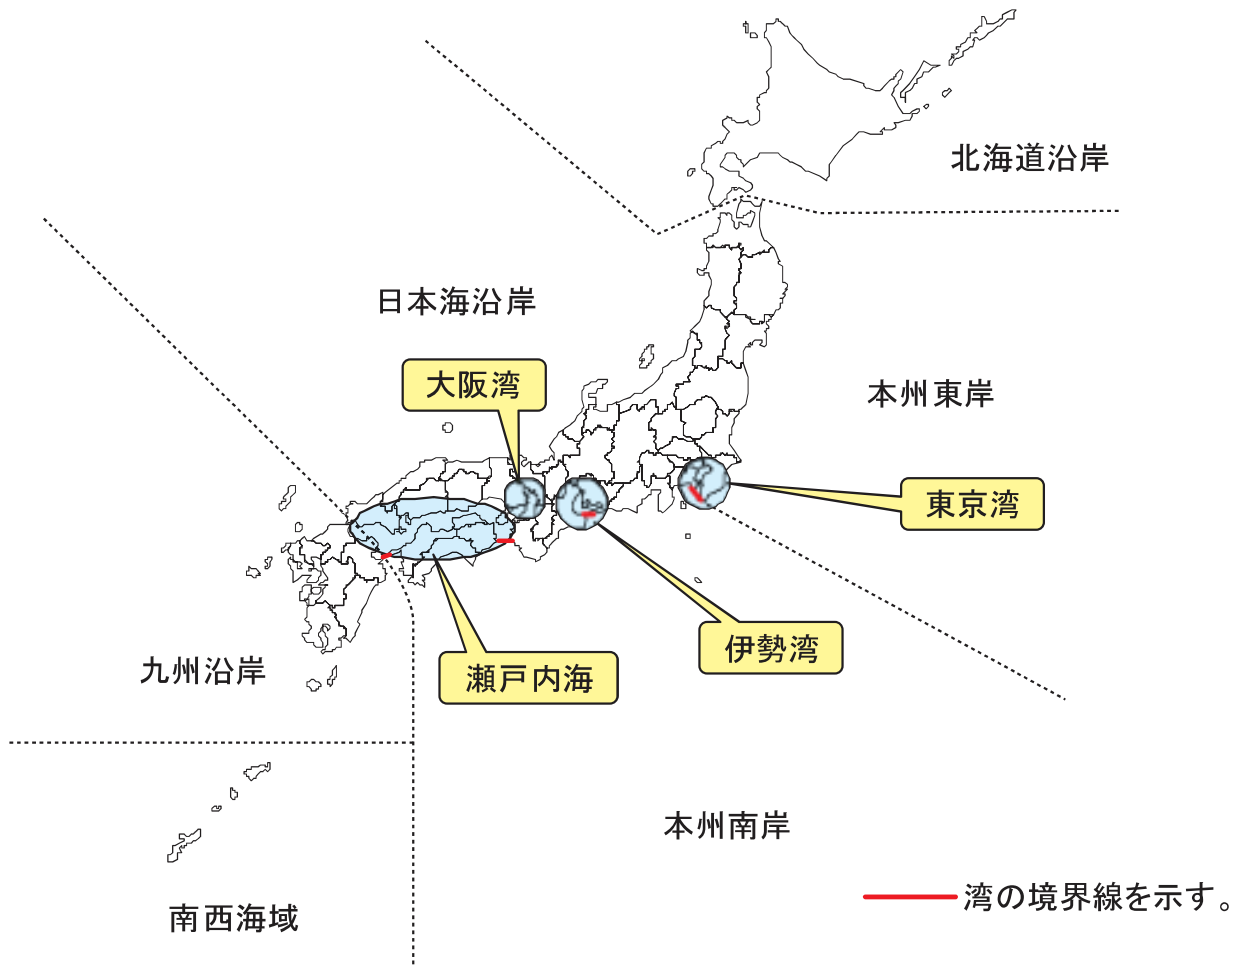 北海道沿岸
日本海沿岸
大阪湾
本州東岸
東京湾
伊勢湾
九州沿岸
瀬戸内海
本州南岸
湾の境界線を示す。
南西海域